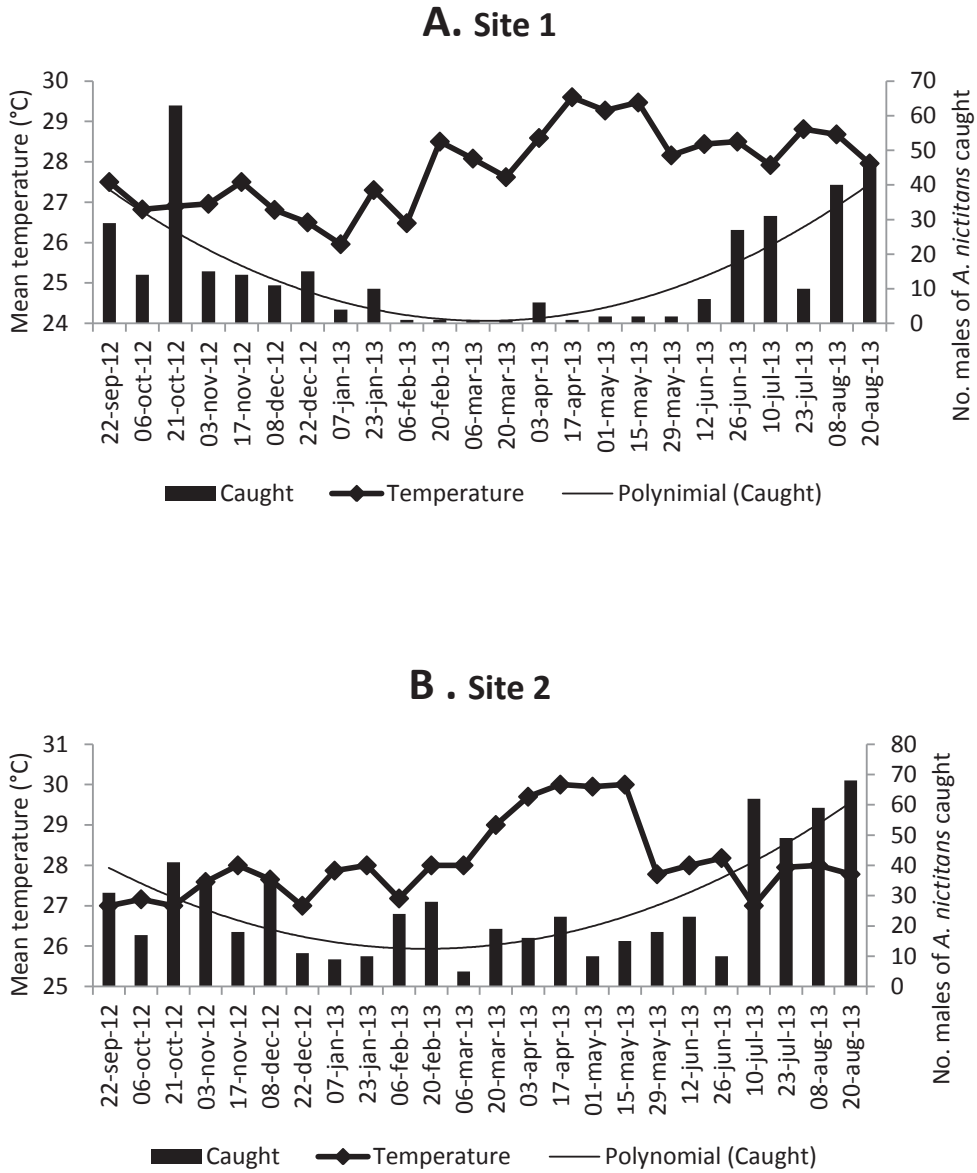 A. Site 1
Mean temperature (°C)
30
29
28
27
26
25
24
70
60
50
40
30
20
10
0
No. males of A. nictitans caught
22-sep-12
06-oct-12
21-oct-12
03-nov-12
17-nov-12
08-dec-12
22-dec-12
07-jan-13
23-jan-13
06-feb-13
20-feb-13
06-mar-13
20-mar-13
03-apr-13
17-apr-13
01-may-13
15-may-13
29-may-13
12-jun-13
26-jun-13
10-jul-13
23-jul-13
08-aug-13
20-aug-13
Caught Temperature Polynimial (Caught)
B . Site 2
Mean temperature (°C)
31
30
29
28
27
26
25
80
70
60
50
40
30
20
10
0
No. males of A. nictitans caught
22-sep-12
06-oct-12
21-oct-12
03-nov-12
17-nov-12
08-dec-12
22-dec-12
07-jan-13
23-jan-13
06-feb-13
20-feb-13
06-mar-13
20-mar-13
03-apr-13
17-apr-13
01-may-13
15-may-13
29-may-13
12-jun-13
26-jun-13
10-jul-13
23-jul-13
08-aug-13
20-aug-13
Caught Temperature Polynimial (Caught)